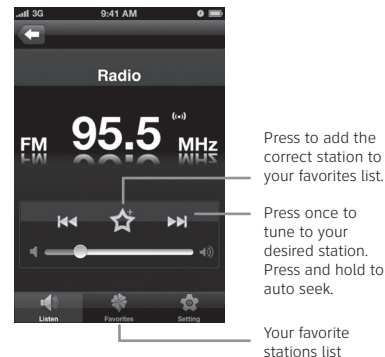 3G 9:41 AM
Radio
FM 95.5 MHz
Listen Favorites Setting
Press to add the
correct station to
your favorites list.
Press once to
tune to your
desired station.
Press and hold to
auto seek.
Your favorite
stations list